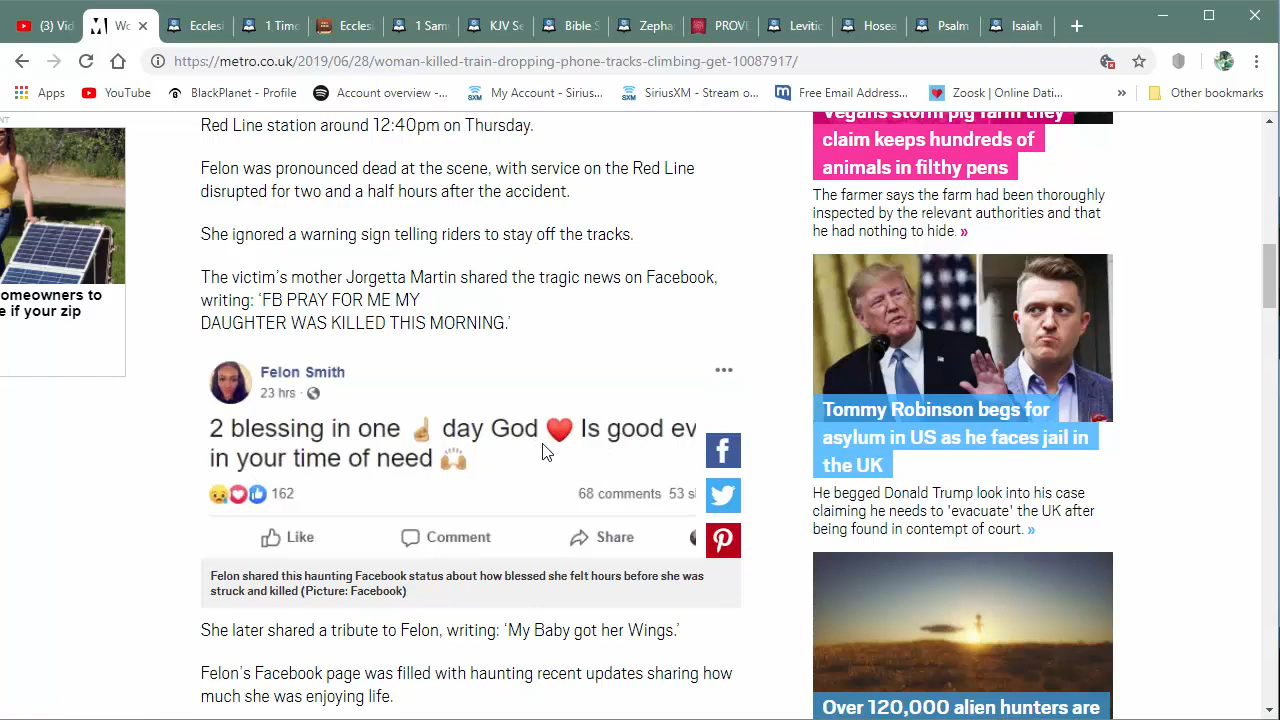 (3) Vid
Wo
Ecclesi
1 Timo
Ecclesi
1 Sam
KJV Se
Bible S
Zepha
PROVE
Leviti
Hosea
Psalm
Isaiah
https://metro.co.uk/2019/06/28/woman-killed-train-dropping-phone-tracks-climbing-get-10087917/
Apps
YouTube
BlackPlanet - Profile
Account overview -...
My Account - Sirius...
SiriusXM - Stream o...
Free Email Address...
Zoosk | Online Dati...
»
Other bookmarks
NT
omeowners to
e if your zip
Red Line station around 12:40pm on Thursday.
Felon was pronounced dead at the scene, with service on the Red Line
disrupted for two and a half hours after the accident.
She ignored a warning sign telling riders to stay off the tracks.
The victim's mother Jorgetta Martin shared the tragic news on Facebook,
writing: 'FB PRAY FOR ME MY
DAUGHTER WAS KILLED THIS MORNING.'
Felon Smith
23 hrs ·
2 blessing in one ☝ day God ❤ Is good ev
in your time of need 🙌
162
68 comments 53 s
Like
Comment
Share
Felon shared this haunting Facebook status about how blessed she felt hours before she was
struck and killed (Picture: Facebook)
She later shared a tribute to Felon, writing: 'My Baby got her Wings.'
Felon's Facebook page was filled with haunting recent updates sharing how
much she was enjoying life.
Vegans storm pig farm they
claim keeps hundreds of
animals in filthy pens
The farmer says the farm had been thoroughly
inspected by the relevant authorities and that
he had nothing to hide. »
Tommy Robinson begs for
asylum in US as he faces jail in
the UK
He begged Donald Trump look into his case
claiming he needs to 'evacuate' the UK after
being found in contempt of court. »
Over 120,000 alien hunters are